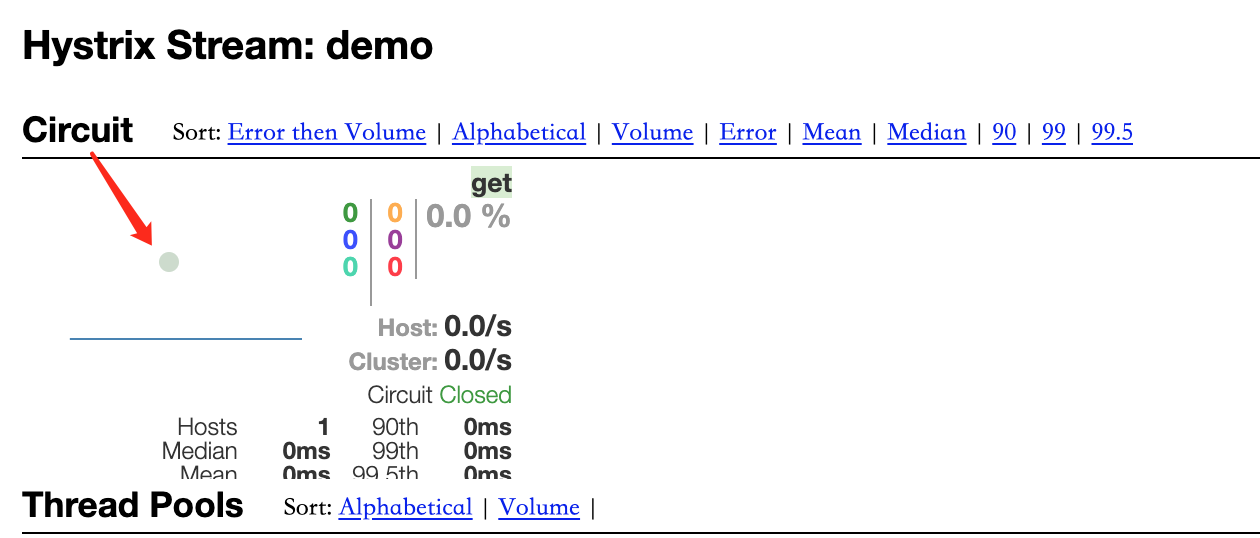 Hystrix Stream: demo
Circuit Sort: Error then Volume | Alphabetical | Volume | Error | Mean | Median | 90 | 99 | 99.5
get
0 0 0.0 %
0 0
0 0
Host: 0.0/s
Cluster: 0.0/s
Circuit Closed
Hosts 1 90th 0ms
Median 0ms 99th 0ms
Mean 0ms 99.5th 0ms
Thread Pools Sort: Alphabetical | Volume |